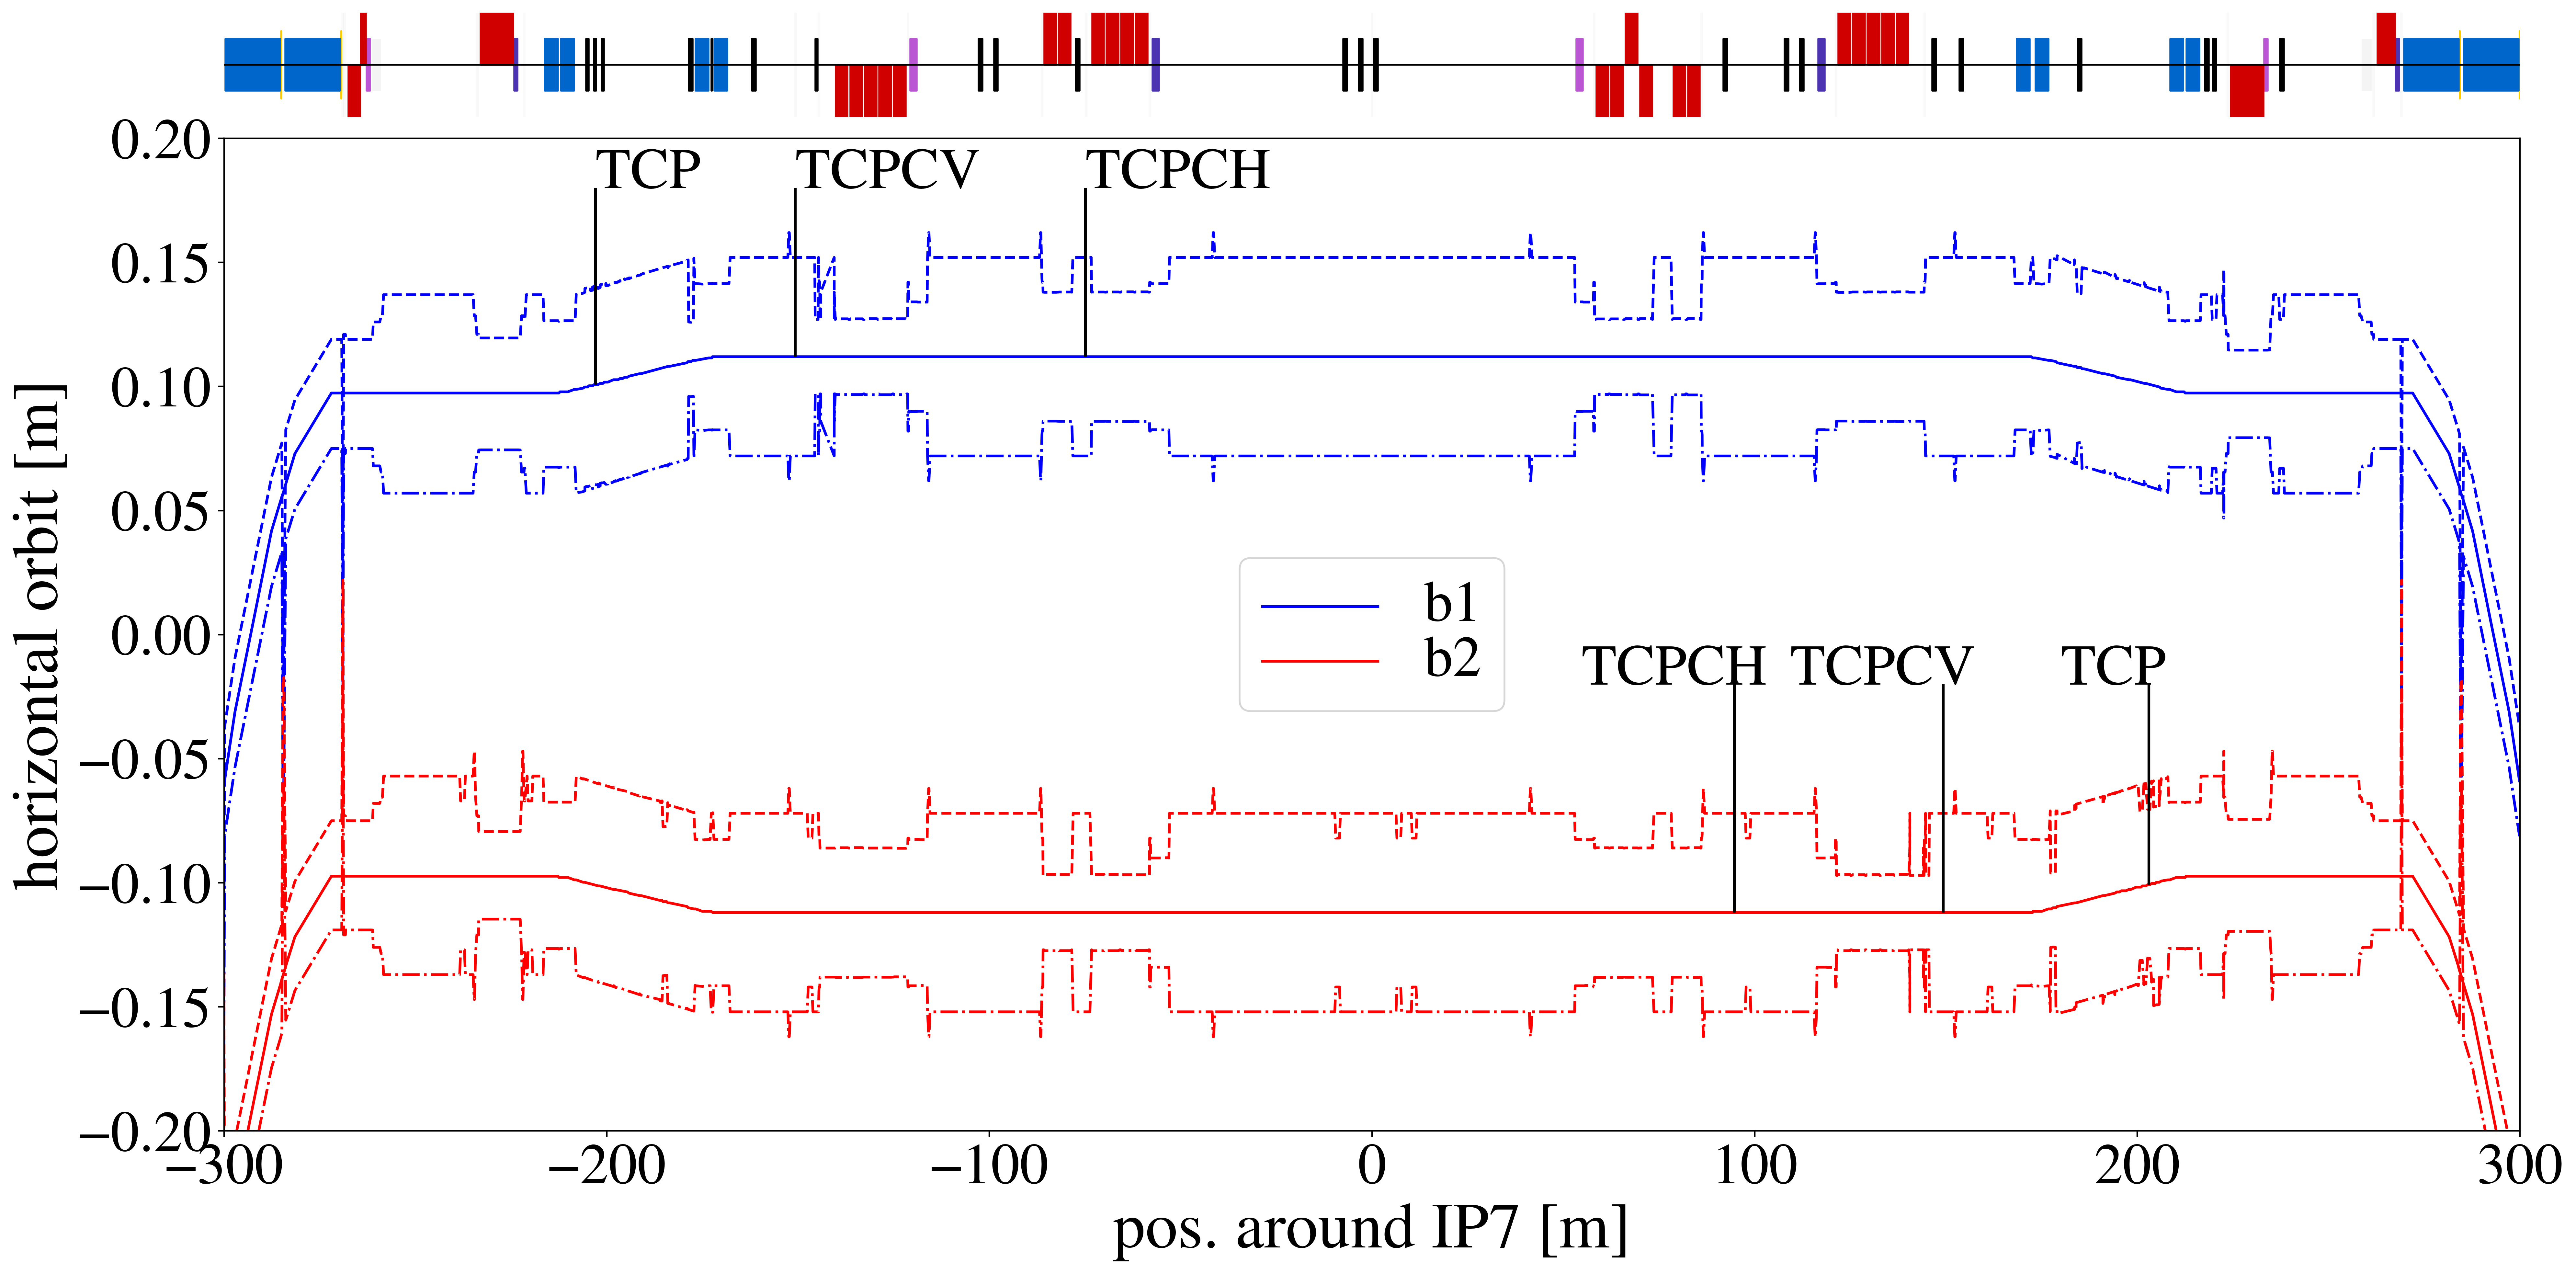 0.20
TCP TCPCV TCPCH
0.15
0.10
0.05
0.00
b1
b2
TCPCH TCPCV TCP
−0.05
−0.10
−0.15
−0.20
horizontal orbit [m]
−300 −200 −100 0 100 200 300
pos. around IP7 [m]